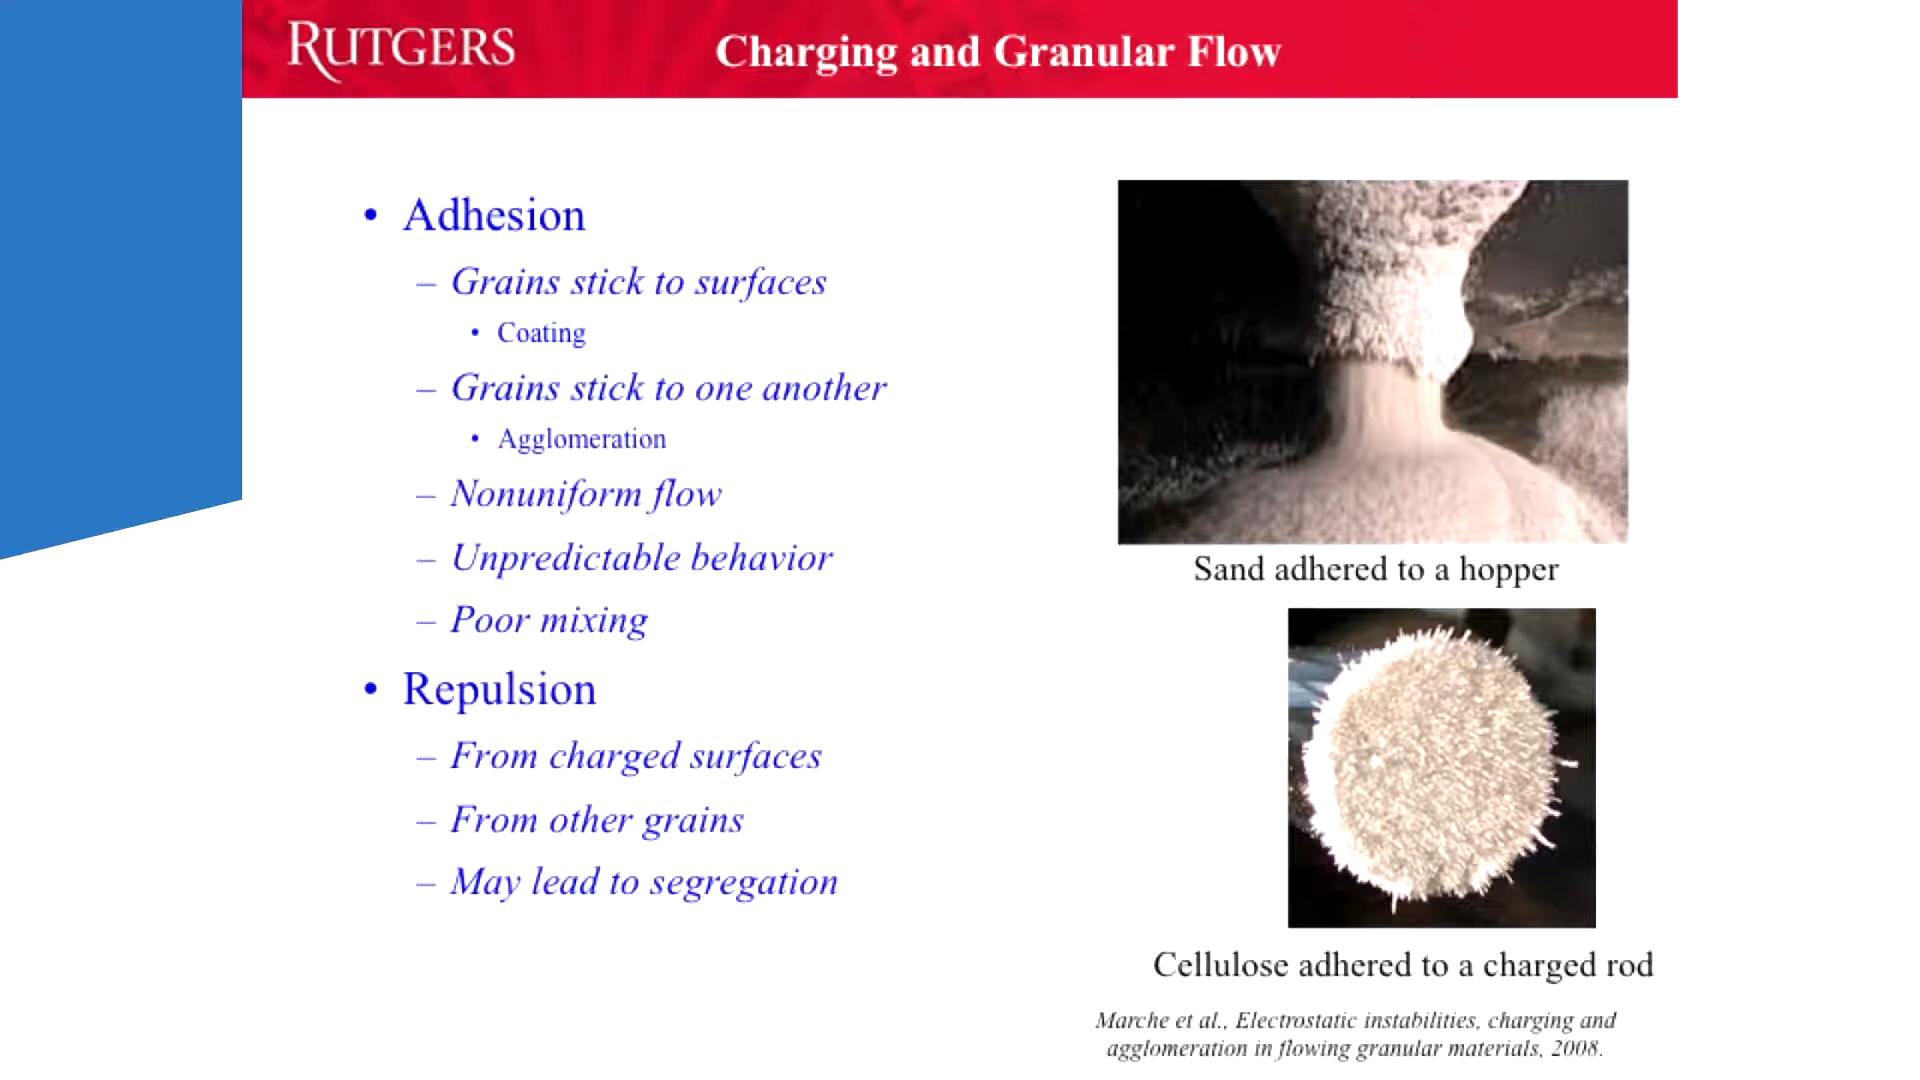 RUTGERS
Charging and Granular Flow
• Adhesion
– Grains stick to surfaces
• Coating
– Grains stick to one another
• Agglomeration
– Nonuniform flow
– Unpredictable behavior
– Poor mixing
• Repulsion
– From charged surfaces
– From other grains
– May lead to segregation
Sand adhered to a hopper
Cellulose adhered to a charged rod
Marche et al., Electrostatic instabilities, charging and
agglomeration in flowing granular materials, 2008.